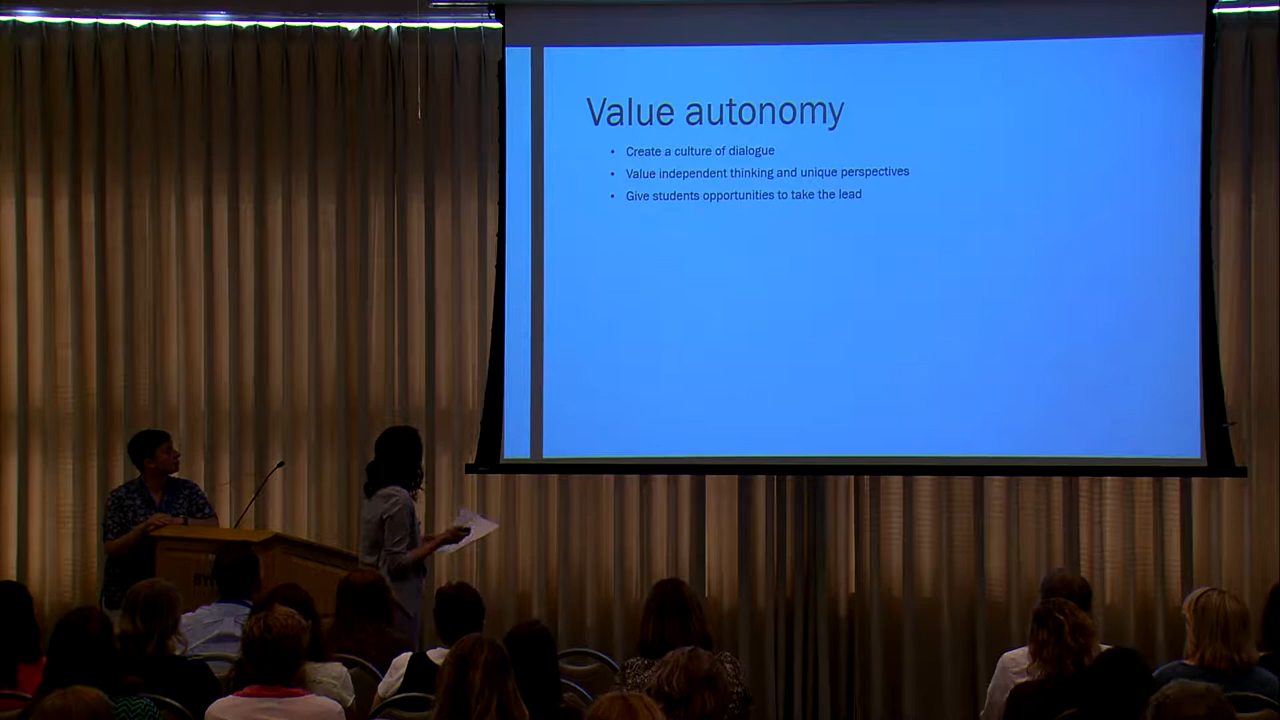 Value autonomy
• Create a culture of dialogue
• Value independent thinking and unique perspectives
• Give students opportunities to take the lead